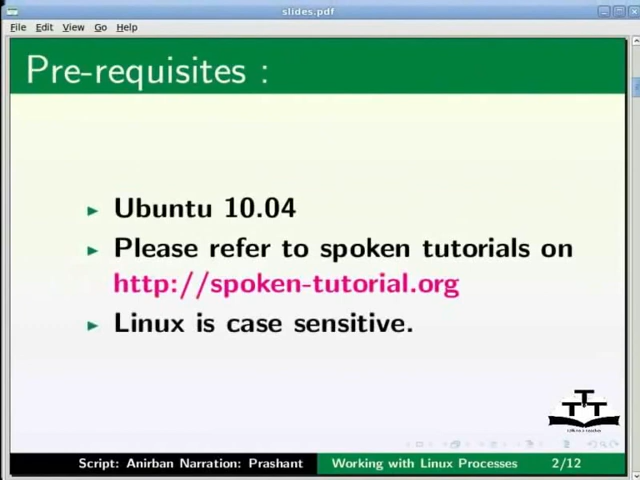 slides.pdf
File Edit View Go Help
Pre-requisites :
Ubuntu 10.04
Please refer to spoken tutorials on
http://spoken-tutorial.org
Linux is case sensitive.
TTT
Script: Anirban Narration: Prashant Working with Linux Processes 2/12